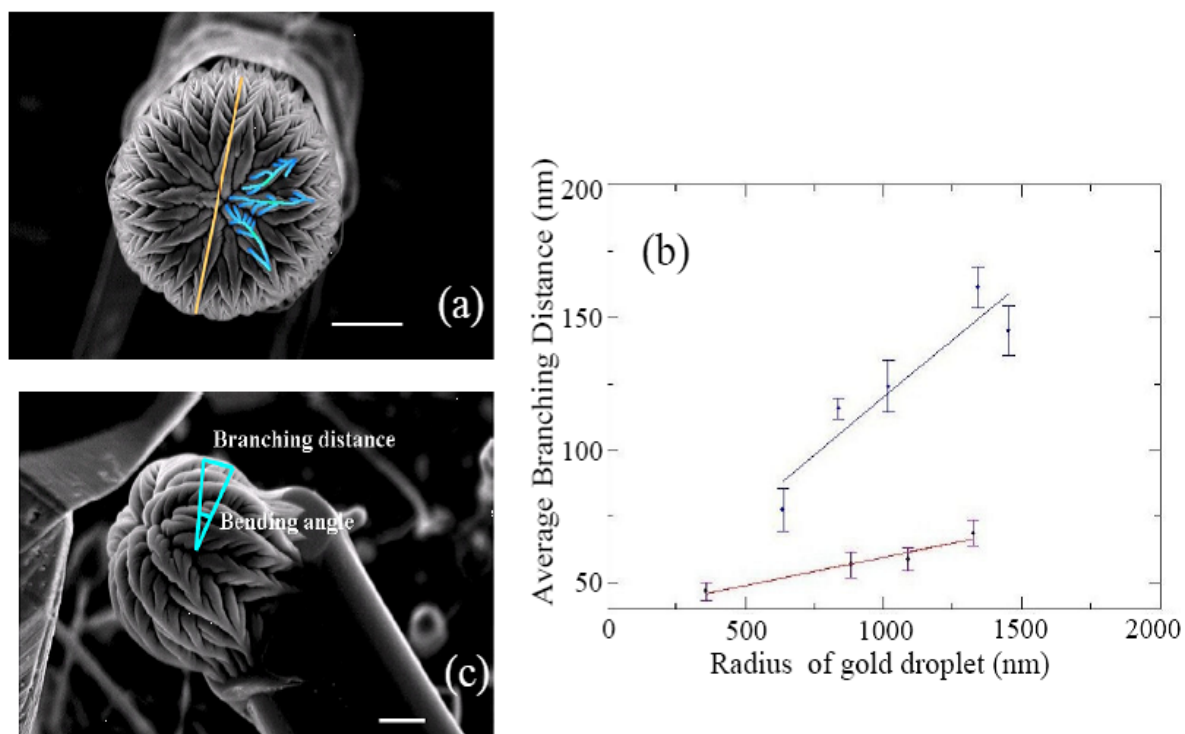 (a)
Branching distance
Bending angle
(c)
Average Branching Distance (nm)
200
150
100
50
(b)
0 500 1000 1500 2000
Radius of gold droplet (nm)